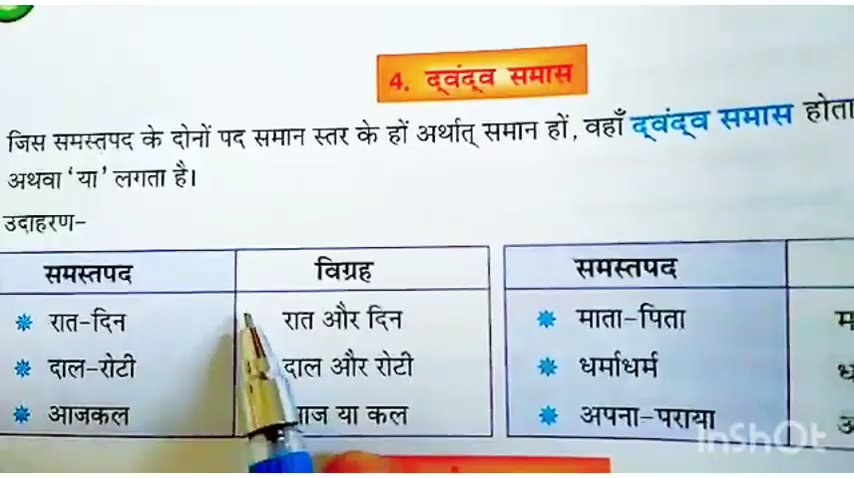 4. द्वंद्व समास
जिस समस्तपद के दोनों पद समान स्तर के हों अर्थात् समान हों, वहाँ द्वंद्व समास होता
अथवा 'या' लगता है।
उदाहरण-
समस्तपद विग्रह
रात-दिन रात और दिन
दाल-रोटी दाल और रोटी
आजकल या कल
समस्तपद
माता-पिता
धर्माधर्म
अपना-पराया
InShOt